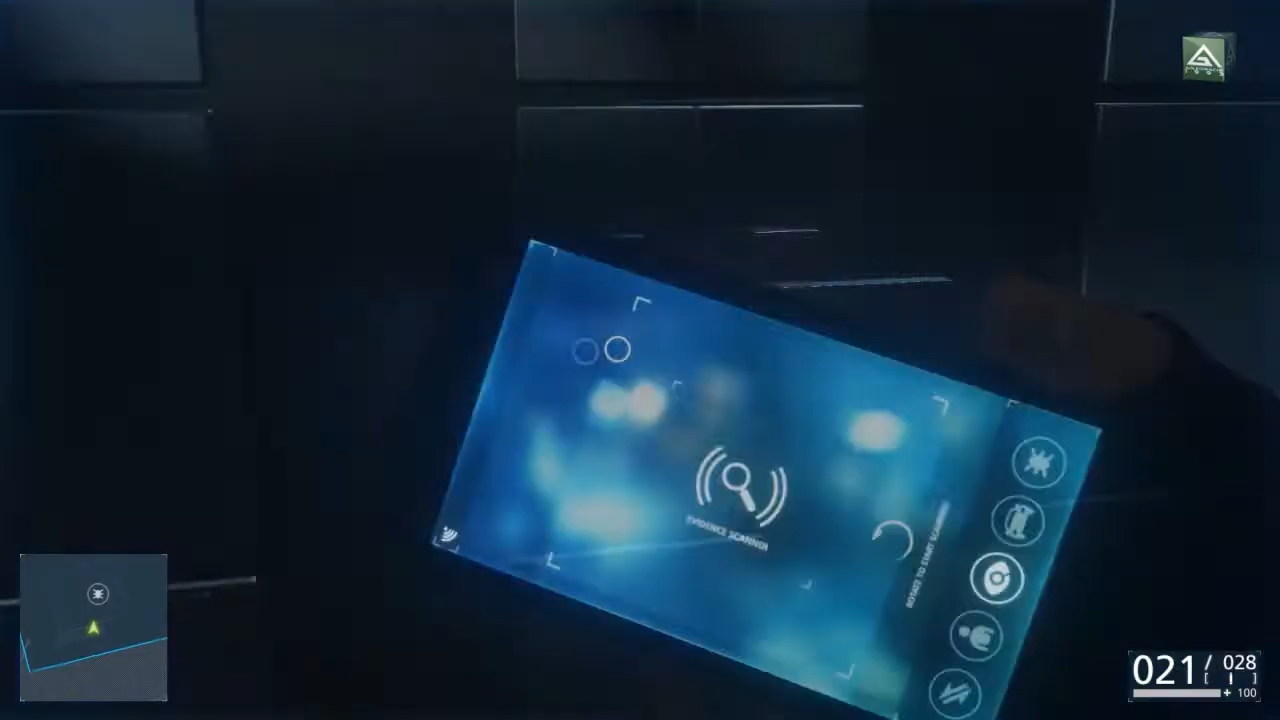 EVIDENCE SCANNER
ROTATE TO START SCANNING
021 / 028
+ 100